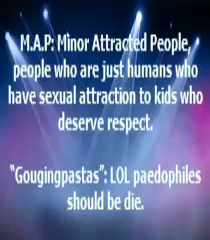 M.A.P: Minor Attracted People,
people who are just humans who
have sexual attraction to kids who
deserve respect.
"Gougingpastas": LOL paedophiles
should be die.